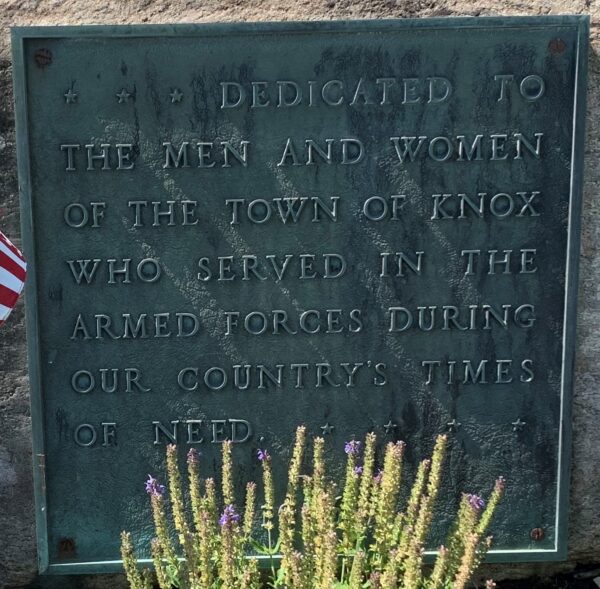 * * * DEDICATED TO
THE MEN AND WOMEN
OF THE TOWN OF KNOX
WHO SERVED IN THE
ARMED FORCES DURING
OUR COUNTRY'S TIMES
OF NEED. * * * *